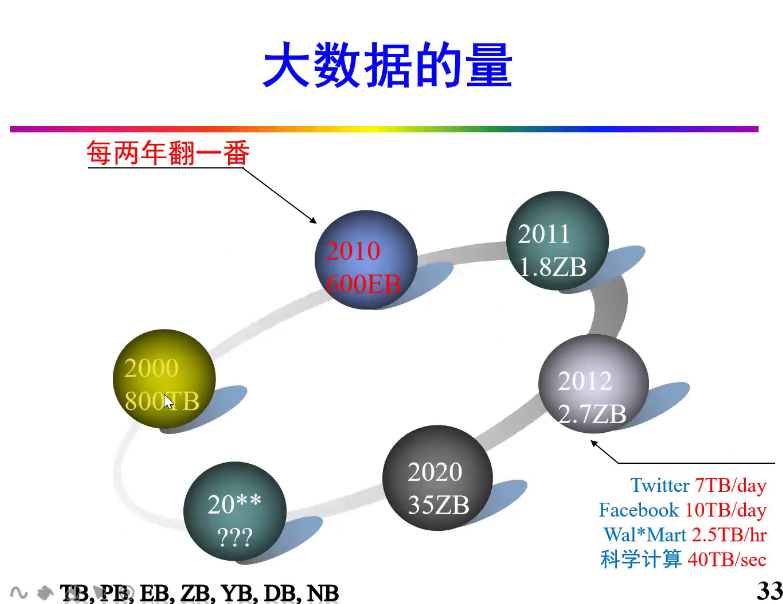 大数据的量
每两年翻一番
2010
600EB
2011
1.8ZB
2000
800TB
2012
2.7ZB
2020
35ZB
20**
???
Twitter 7TB/day
Facebook 10TB/day
Wal*Mart 2.5TB/hr
科学计算 40TB/sec
TB, PB, EB, ZB, YB, DB, NB
33